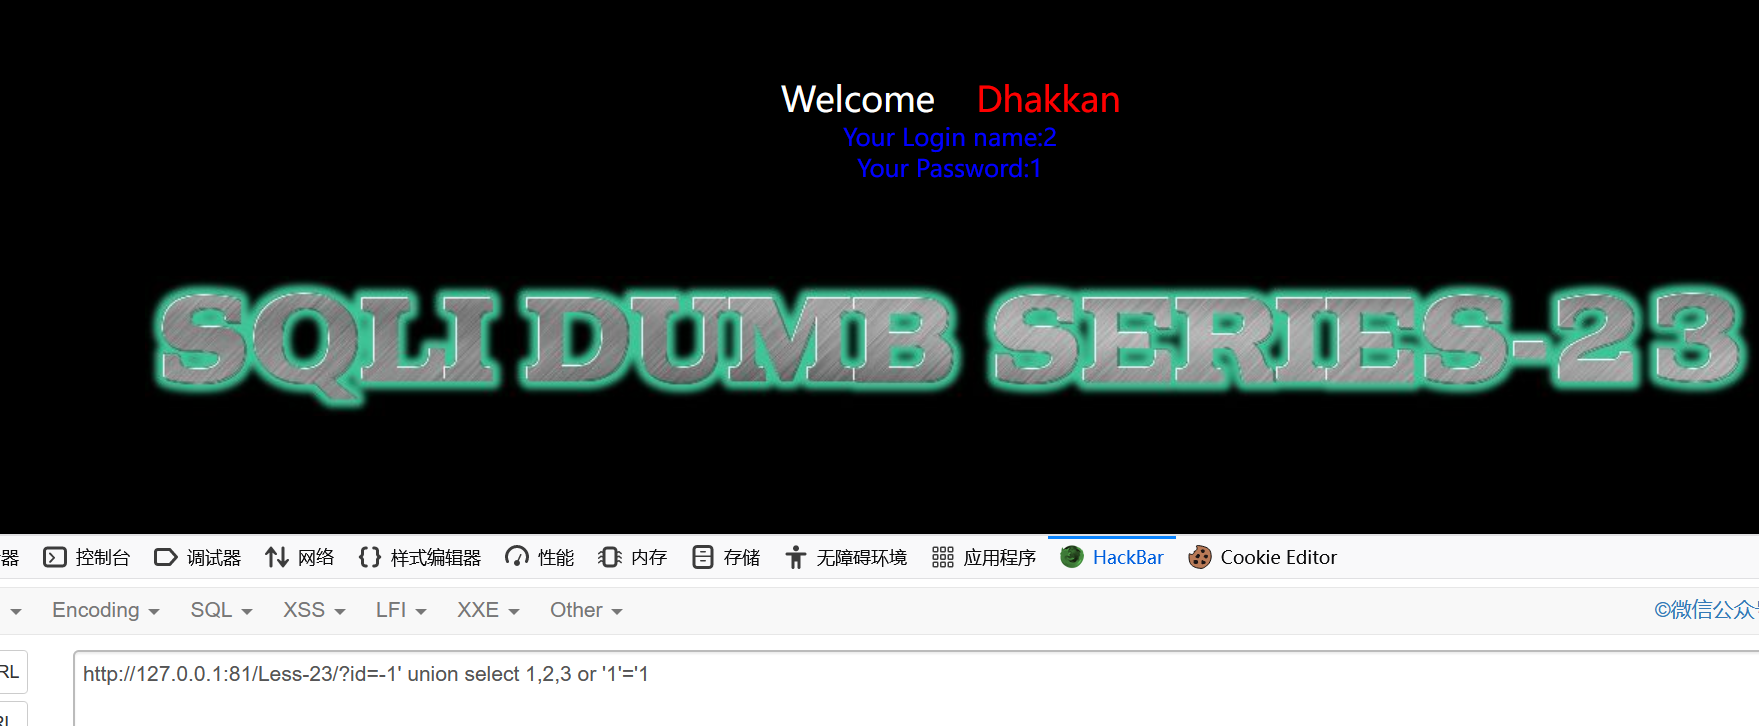 Welcome Dhakkan
Your Login name:2
Your Password:1
SQLI DUMB SERIES-23
器 控制台 调试器 网络 样式编辑器 性能 内存 存储 无障碍环境 应用程序 HackBar Cookie Editor
Encoding SQL XSS LFI XXE Other ©微信公众
RL http://127.0.0.1:81/Less-23/?id=-1' union select 1,2,3 or '1'='1